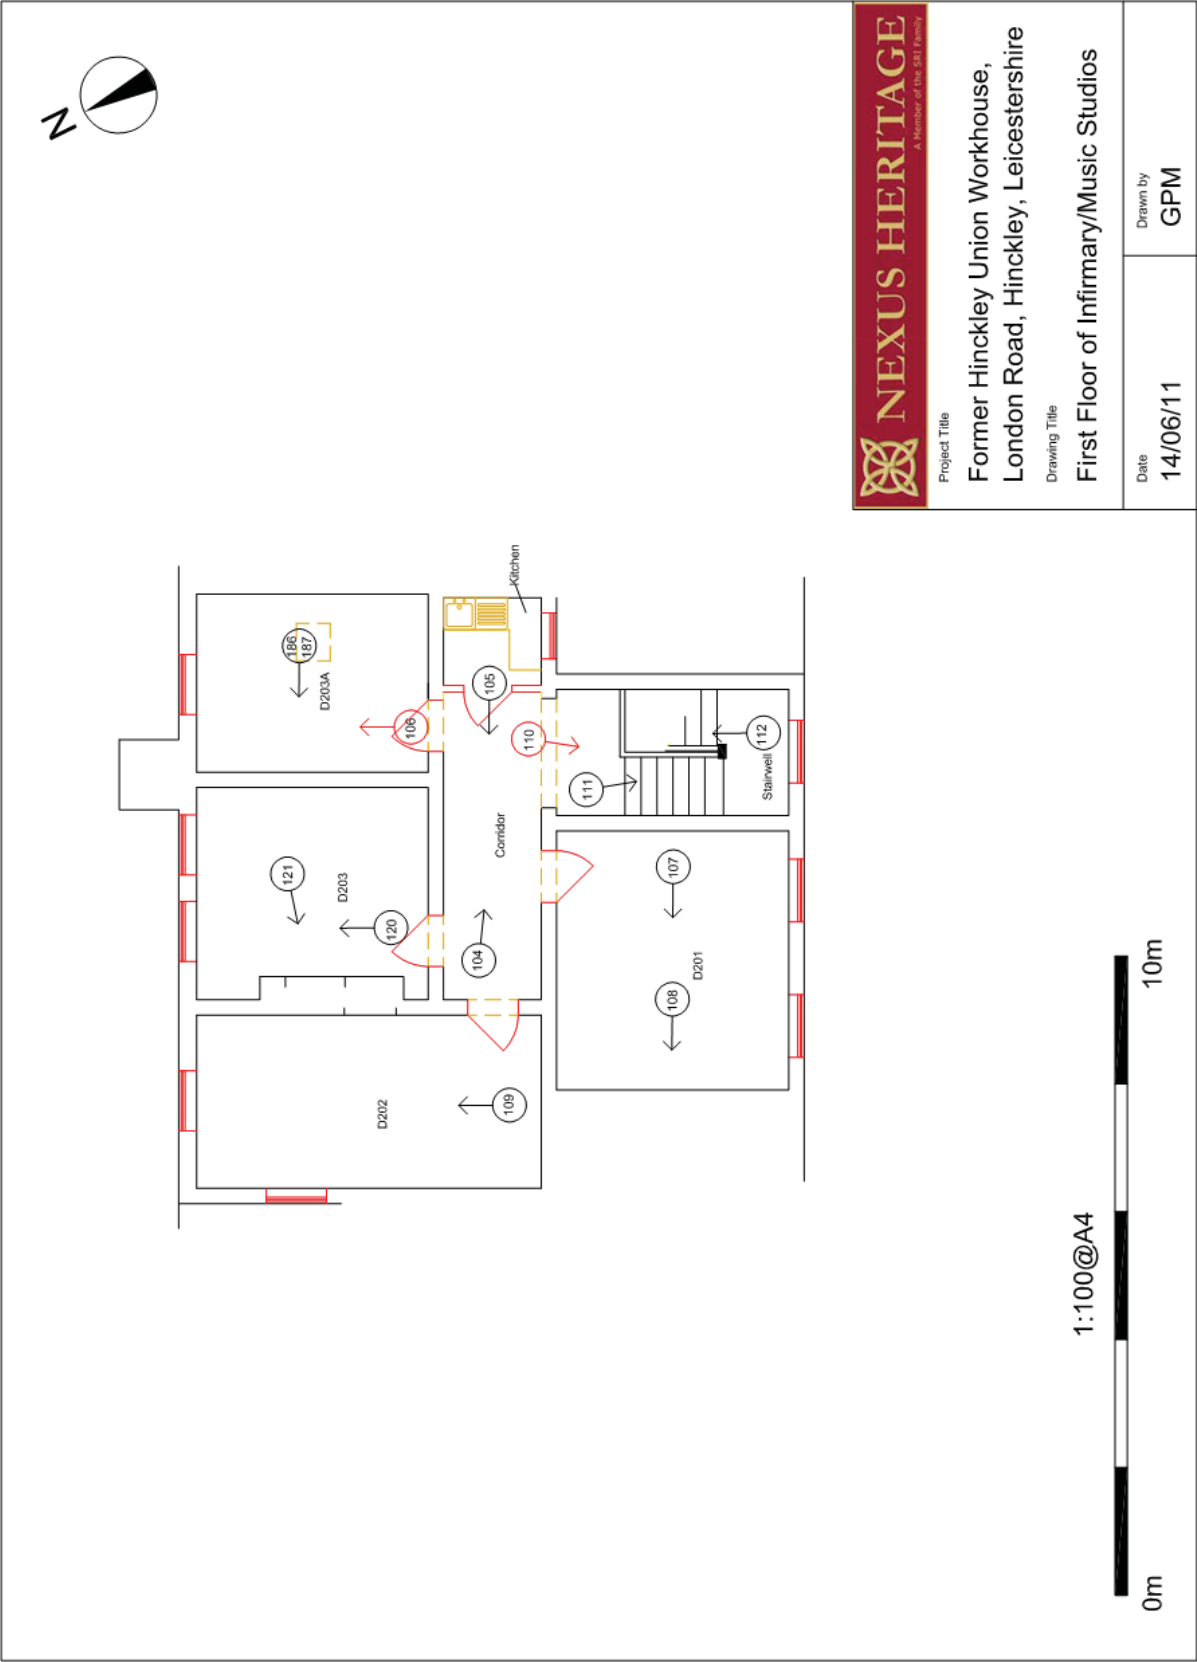 N
186
187
D203A
106
Kitchen
105
110
111
112
Stairwell
Corridor
121
D203
120
104
107
D201
108
D202
109
1:100@A4
0m
10m
NEXUS HERITAGE
A Member of the SRI Family
Project Title
Former Hinckley Union Workhouse,
London Road, Hinckley, Leicestershire
Drawing Title
First Floor of Infirmary/Music Studios
Date
14/06/11
Drawn by
GPM